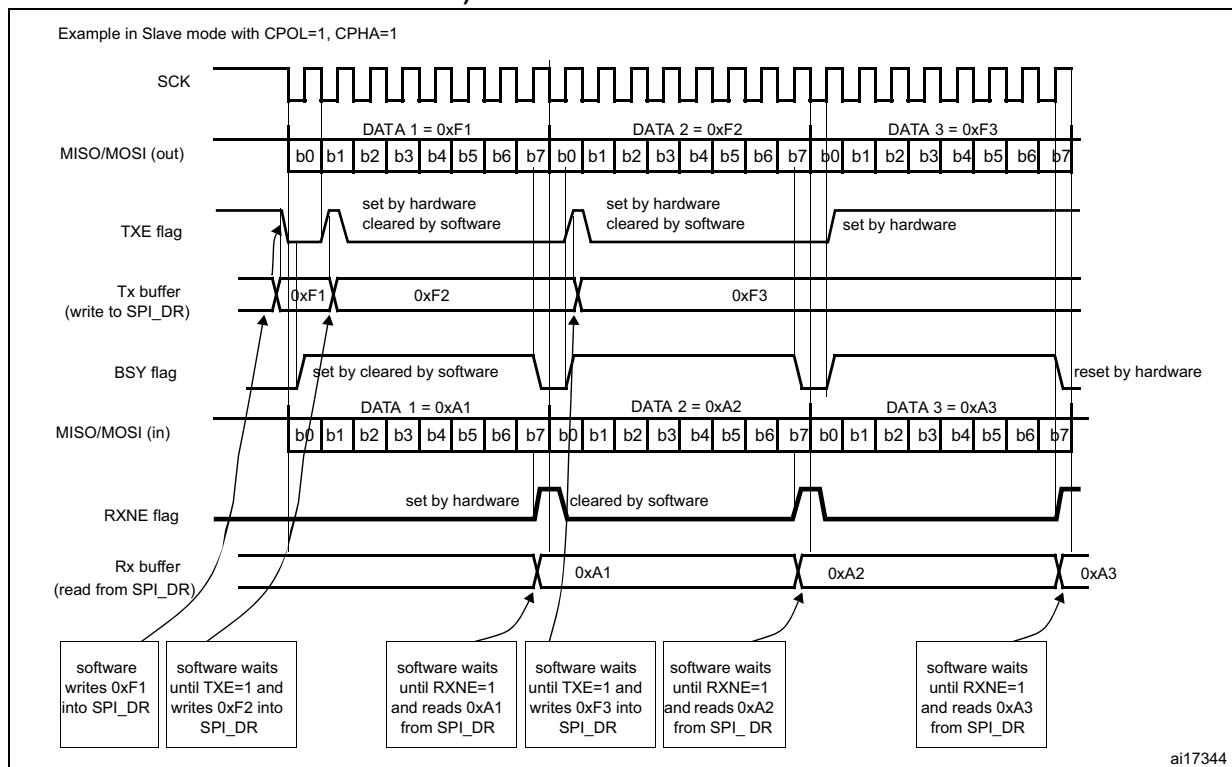 Example in Slave mode with CPOL=1, CPHA=1
SCK
DATA 1 = 0xF1
DATA 2 = 0xF2
DATA 3 = 0xF3
MISO/MOSI (out)
b0 b1 b2 b3 b4 b5 b6 b7 b0 b1 b2 b3 b4 b5 b6 b7 b0 b1 b2 b3 b4 b5 b6 b7
set by hardware
cleared by software
set by hardware
cleared by software
TXE flag
set by hardware
Tx buffer
(write to SPI_DR)
0xF1
0xF2
0xF3
BSY flag
set by cleared by software
reset by hardware
DATA 1 = 0xA1
DATA 2 = 0xA2
DATA 3 = 0xA3
MISO/MOSI (in)
b0 b1 b2 b3 b4 b5 b6 b7 b0 b1 b2 b3 b4 b5 b6 b7 b0 b1 b2 b3 b4 b5 b6 b7
RXNE flag
set by hardware
cleared by software
Rx buffer
(read from SPI_DR)
0xA1
0xA2
0xA3
software
writes 0xF1
into SPI_DR
software waits
until TXE=1 and
writes 0xF2 into
SPI_DR
software waits
until RXNE=1
and reads 0xA1
from SPI_DR
software waits
until TXE=1 and
writes 0xF3 into
SPI_DR
software waits
until RXNE=1
and reads 0xA2
from SPI_ DR
software waits
until RXNE=1
and reads 0xA3
from SPI_DR
ai17344